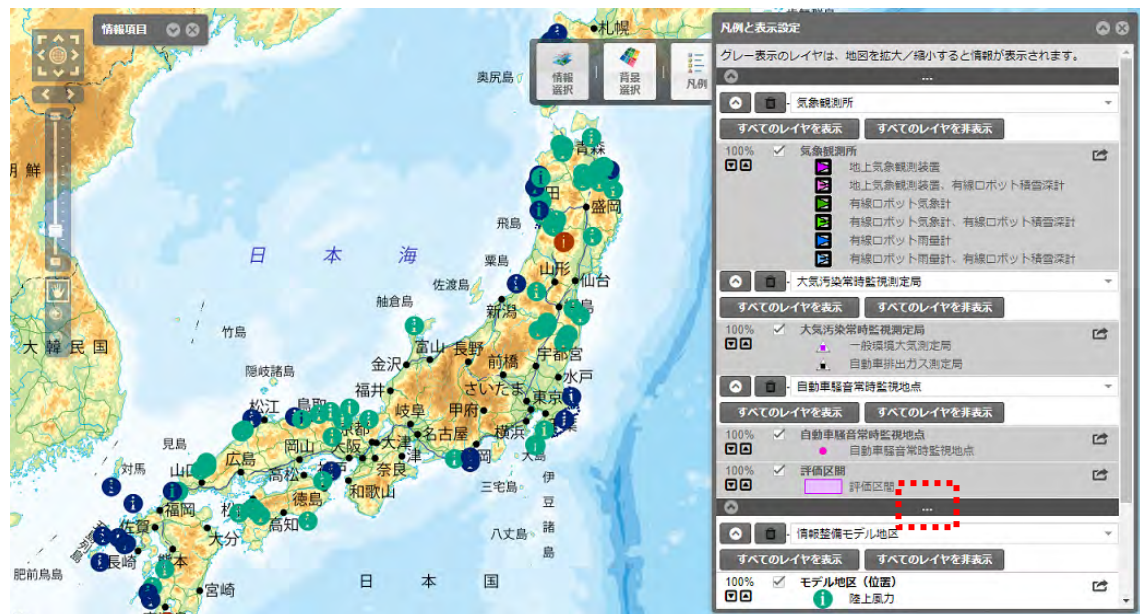 情報項目
札幌
奥尻島
情報
選択
背景
選択
凡例
青森
朝鮮
田
盛岡
飛島
日本海
粟島
山形
仙台
佐渡島
舳倉島
新潟
島
竹島
大韓民国
富山
長野
宇都宮
金沢
前橋
水戸
隠岐諸島
福井
さいたま
東京
松江
鳥取
岐阜
甲府
千葉
京都
名古屋
横浜
見島
岡山
大阪
大津
津
岡
大島
対馬
山口
広島
高松
奈良
伊豆諸島
和歌山
三宅島
福岡
松
徳島
佐賀
高知
八丈島
大分
長崎
熊本
肥前鳥島
宮崎
日本国
凡例と表示設定
グレー表示のレイヤは、地図を拡大／縮小すると情報が表示されます。
...
気象観測所
すべてのレイヤを表示 すべてのレイヤを非表示
100% 気象観測所
地上気象観測装置
地上気象観測装置、有線ロボット積雪深計
有線ロボット気象計
有線ロボット気象計、有線ロボット積雪深計
有線ロボット雨量計
有線ロボット雨量計、有線ロボット積雪深計
大気汚染常時監視測定局
すべてのレイヤを表示 すべてのレイヤを非表示
100% 大気汚染常時監視測定局
一般環境大気測定局
自動車排出ガス測定局
自動車騒音常時監視地点
すべてのレイヤを表示 すべてのレイヤを非表示
100% 自動車騒音常時監視地点
自動車騒音常時監視地点
100% 評価区間
評価区間
...
情報整備モデル地区
すべてのレイヤを表示 すべてのレイヤを非表示
100% モデル地区（位置）
陸上風力